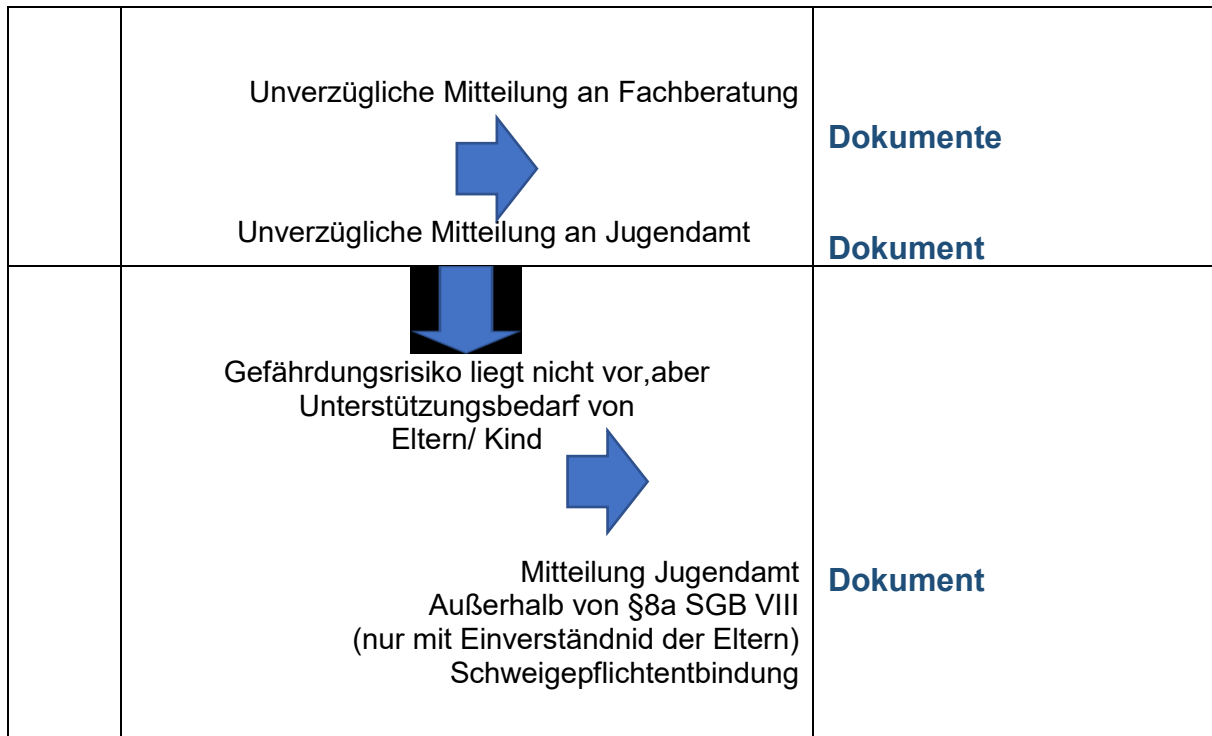 Unverzügliche Mitteilung an Fachberatung
Dokumente
Unverzügliche Mitteilung an Jugendamt
Dokument
Gefährdungsrisiko liegt nicht vor,aber
Unterstützungsbedarf von
Eltern/ Kind
Mitteilung Jugendamt
Dokument
Außerhalb von §8a SGB VIII
(nur mit Einverständnid der Eltern)
Schweigepflichtentbindung